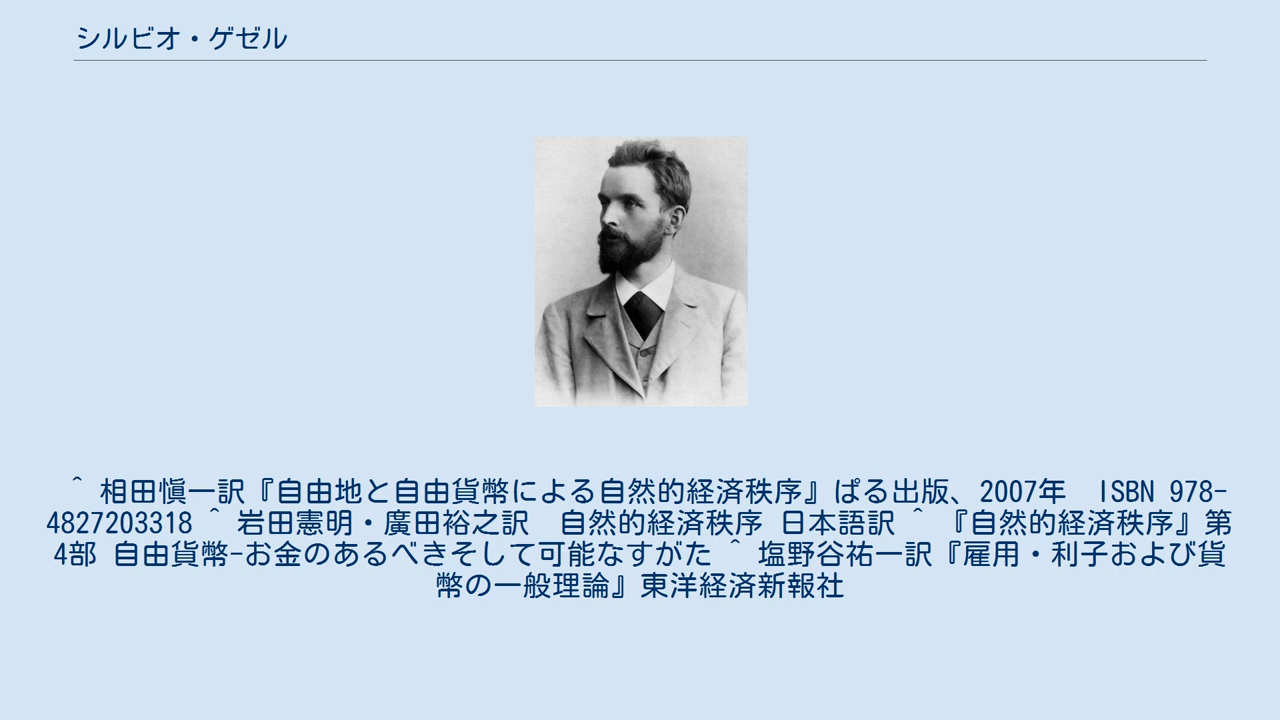 シルビオ・ゲゼル
^ 相田愼一訳『自由地と自由貨幣による自然的経済秩序』ぱる出版、2007年　ISBN 978-
4827203318 ^ 岩田憲明・廣田裕之訳　自然的経済秩序 日本語訳 ^ 『自然的経済秩序』第
4部 自由貨幣-お金のあるべきそして可能なすがた ^ 塩野谷祐一訳『雇用・利子および貨
幣の一般理論』東洋経済新報社